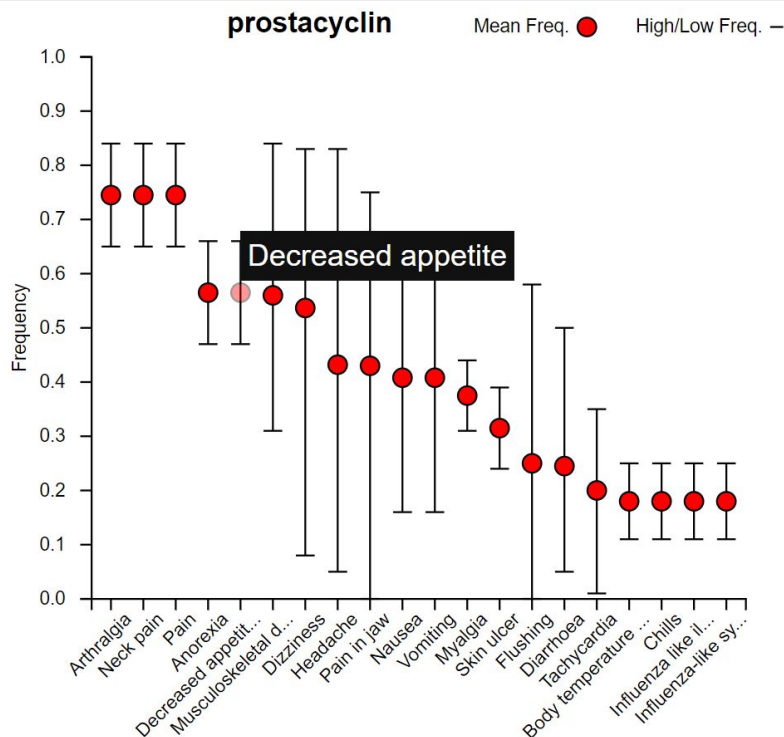 prostacyclin
Mean Freq.
High/Low Freq.
1.0
0.9
0.8
0.7
0.6
0.5
0.4
0.3
0.2
0.1
0.0
Frequency
Decreased appetite
Arthralgia
Neck pain
Pain
Anorexia
Decreased appetit...
Musculoskeletal d...
Dizziness
Headache
Pain in jaw
Nausea
Vomiting
Myalgia
Skin ulcer
Flushing
Diarrhoea
Tachycardia
Body temperature ...
Chills
Influenza like il...
Influenza-like sy...